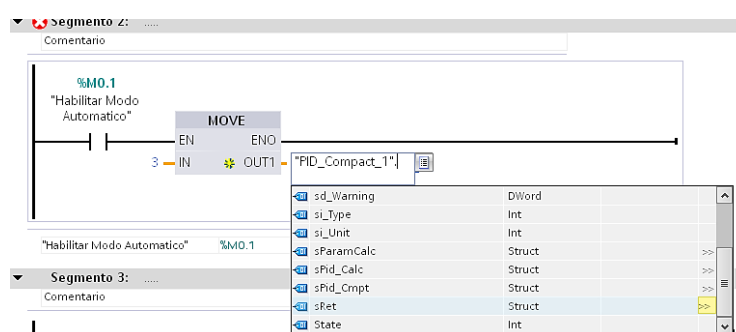 Segmento 2: .....
Comentario
%M0.1
"Habilitar Modo
Automatico"
MOVE
EN ENO
3 IN OUT1 "PID_Compact_1".
sd_Warning DWord
si_Type Int
si_Unit Int
sParamCalc Struct >>
sPid_Calc Struct >>
sPid_Cmpt Struct >>
sRet Struct >>
State Int
"Habilitar Modo Automatico" %M0.1
Segmento 3: .....
Comentario